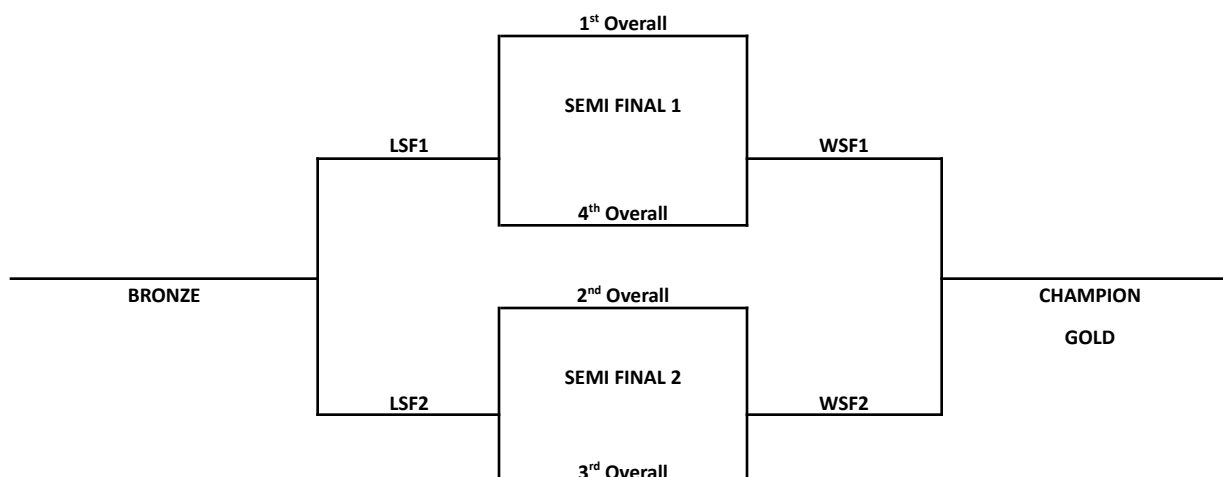 1st Overall
SEMI FINAL 1
LSF1 WSF1
4th Overall
BRONZE 2nd Overall CHAMPION
GOLD
SEMI FINAL 2
LSF2 WSF2
3rd Overall